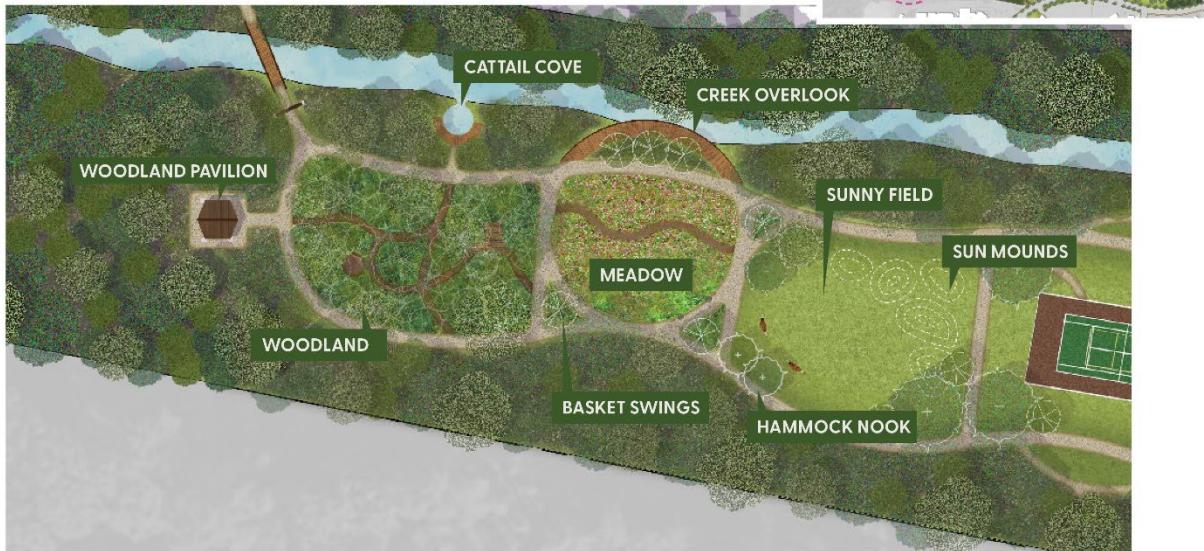 CATTAIL COVE
CREEK OVERLOOK
WOODLAND PAVILION
SUNNY FIELD
SUN MOUNDS
MEADOW
WOODLAND
BASKET SWINGS
HAMMOCK NOOK